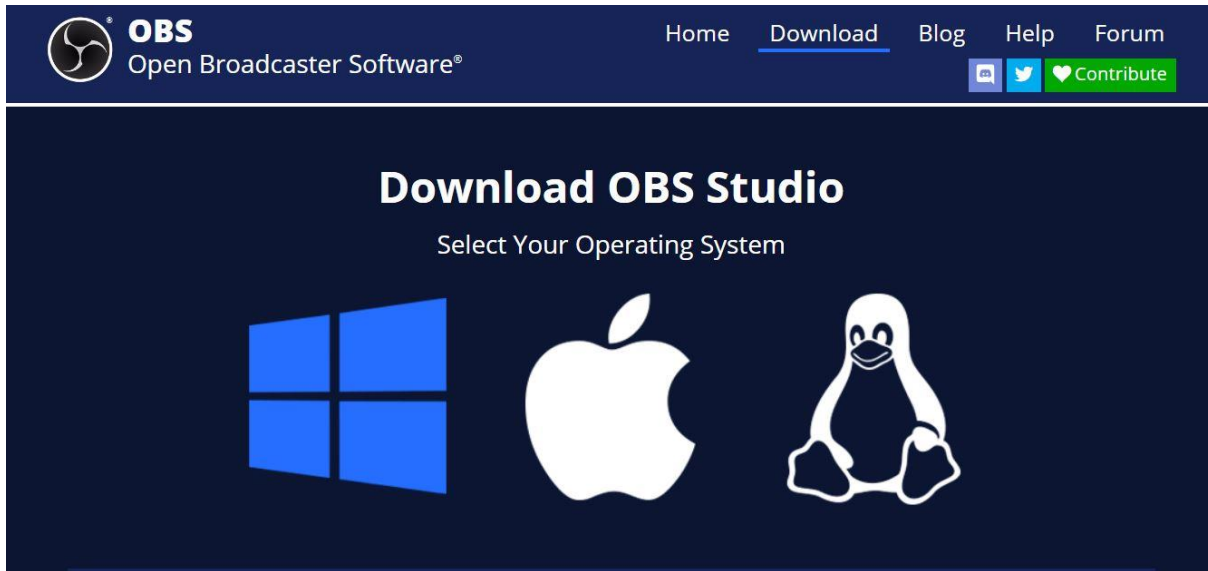 OBS
Open Broadcaster Software®
Home Download Blog Help Forum
Contribute
Download OBS Studio
Select Your Operating System